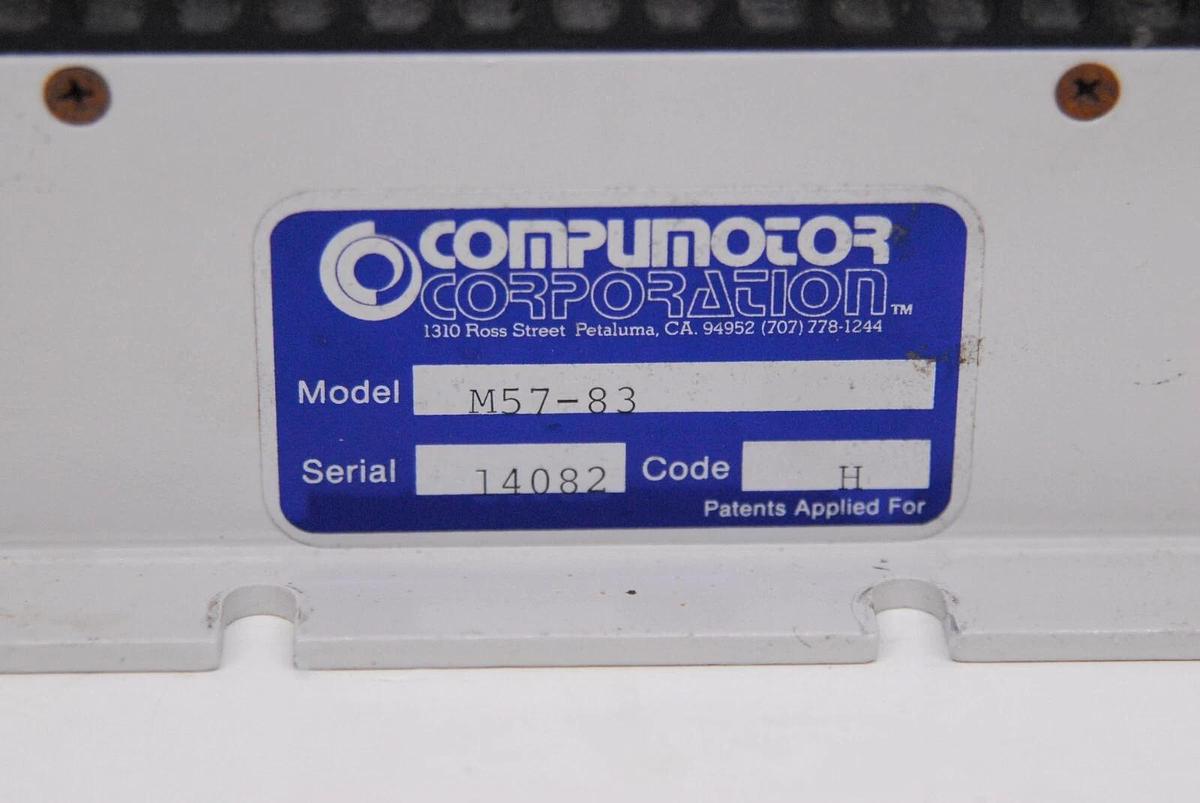 COMPUMOTOR
CORPORATION™
1310 Ross Street Petaluma, CA. 94952 (707) 778-1244
Model M57-83
Serial 14082 Code H
Patents Applied For